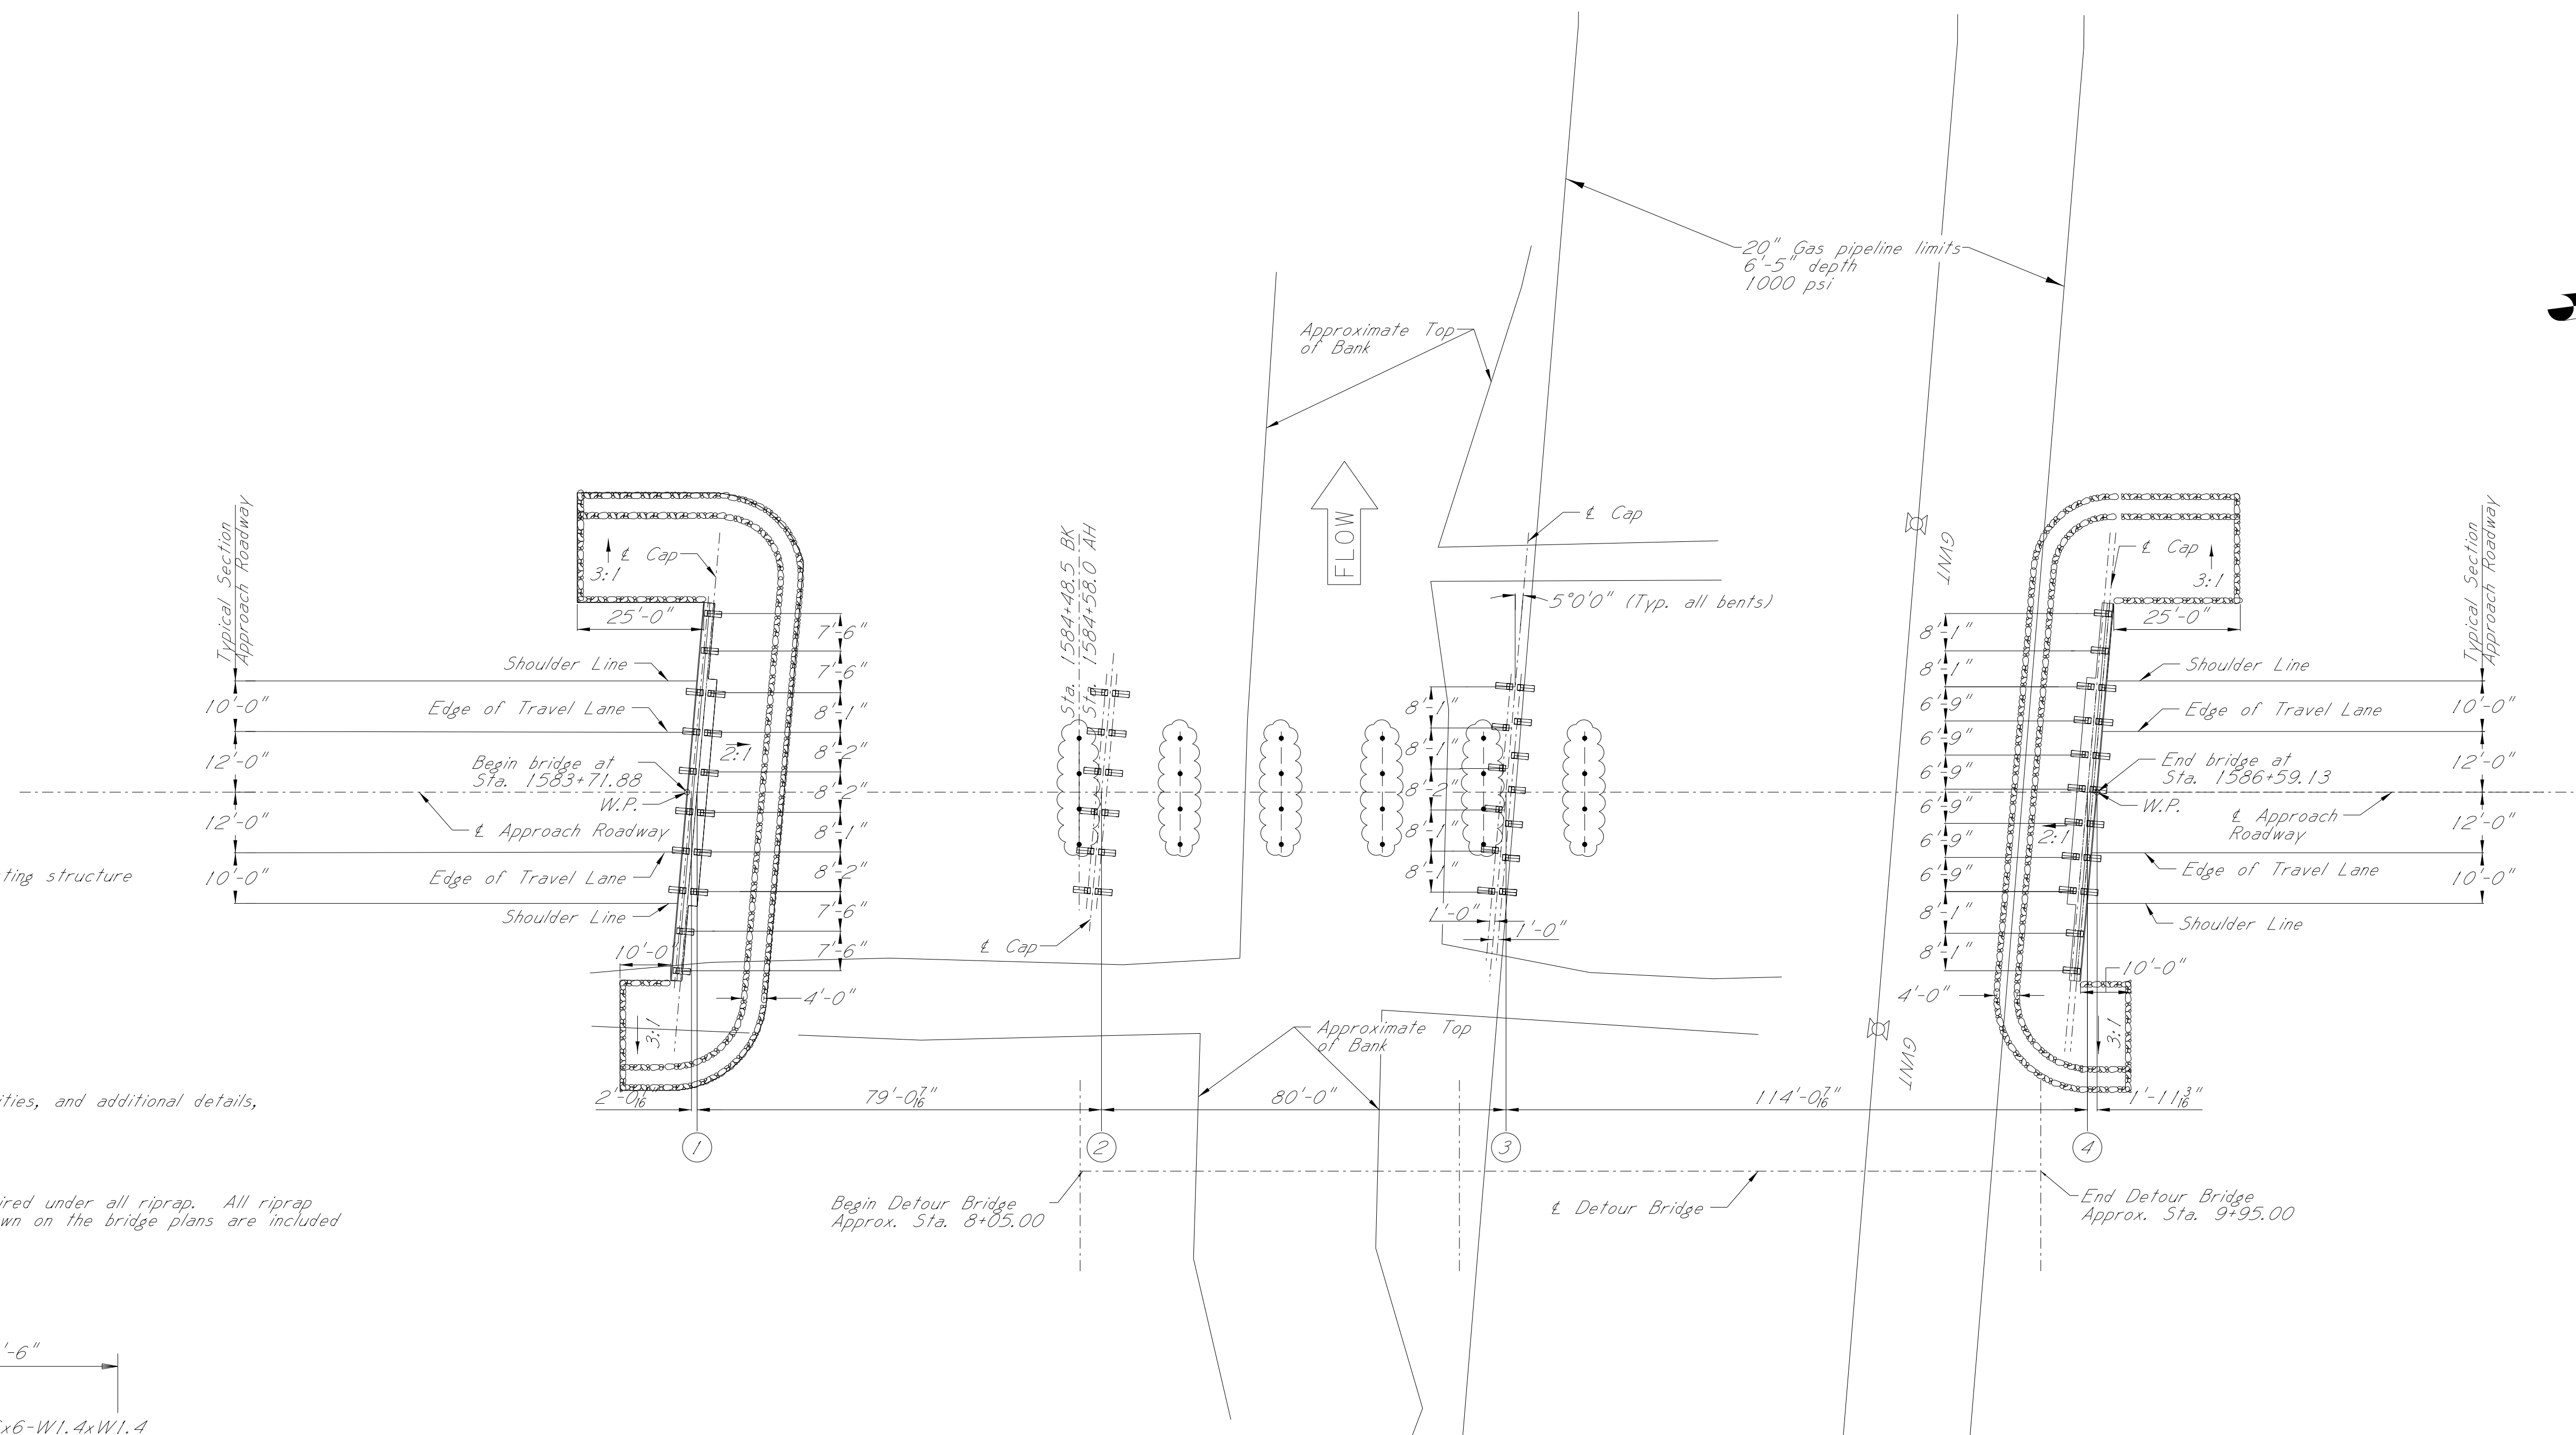 20" Gas pipeline limits
6'-5" depth
1000 psi
Approximate Top
of Bank
FLOW
℄ Cap
5°0'0" (Typ. all bents)
GVNT
Typical Section
Approach Roadway
10'-0"
12'-0"
12'-0"
10'-0"
℄ Cap
3:1
25'-0"
Shoulder Line
Edge of Travel Lane
Begin bridge at
Sta. 1583+71.88
W.P.
℄ Approach Roadway
Edge of Travel Lane
Shoulder Line
10'-0"
3:1
2:1
7'-6"
7'-6"
8'-1"
8'-2"
8'-2"
8'-1"
8'-2"
7'-6"
7'-6"
4'-0"
Sta. 1584+48.5 BK
Sta. 1584+58.0 AH
℄ Cap
8'-1"
8'-1"
8'-2"
8'-1"
8'-1"
1'-0"
1'-0"
8'-1"
8'-1"
6'-9"
6'-9"
6'-9"
6'-9"
6'-9"
6'-9"
8'-1"
8'-1"
4'-0"
℄ Cap
3:1
25'-0"
Shoulder Line
Edge of Travel Lane
End bridge at
Sta. 1586+59.13
W.P.
℄ Approach
Roadway
2:1
Edge of Travel Lane
Shoulder Line
10'-0"
3:1
Typical Section
Approach Roadway
10'-0"
12'-0"
12'-0"
10'-0"
GVNT
Approximate Top
of Bank
79'-0 7/16"
80'-0"
114'-0 7/16"
1'-11 3/16"
1
2
3
4
Begin Detour Bridge
Approx. Sta. 8+05.00
℄ Detour Bridge
End Detour Bridge
Approx. Sta. 9+95.00
ting structure
ities, and additional details,
ired under all riprap. All riprap
wn on the bridge plans are included
'-6"
x6-W1.4xW1.4